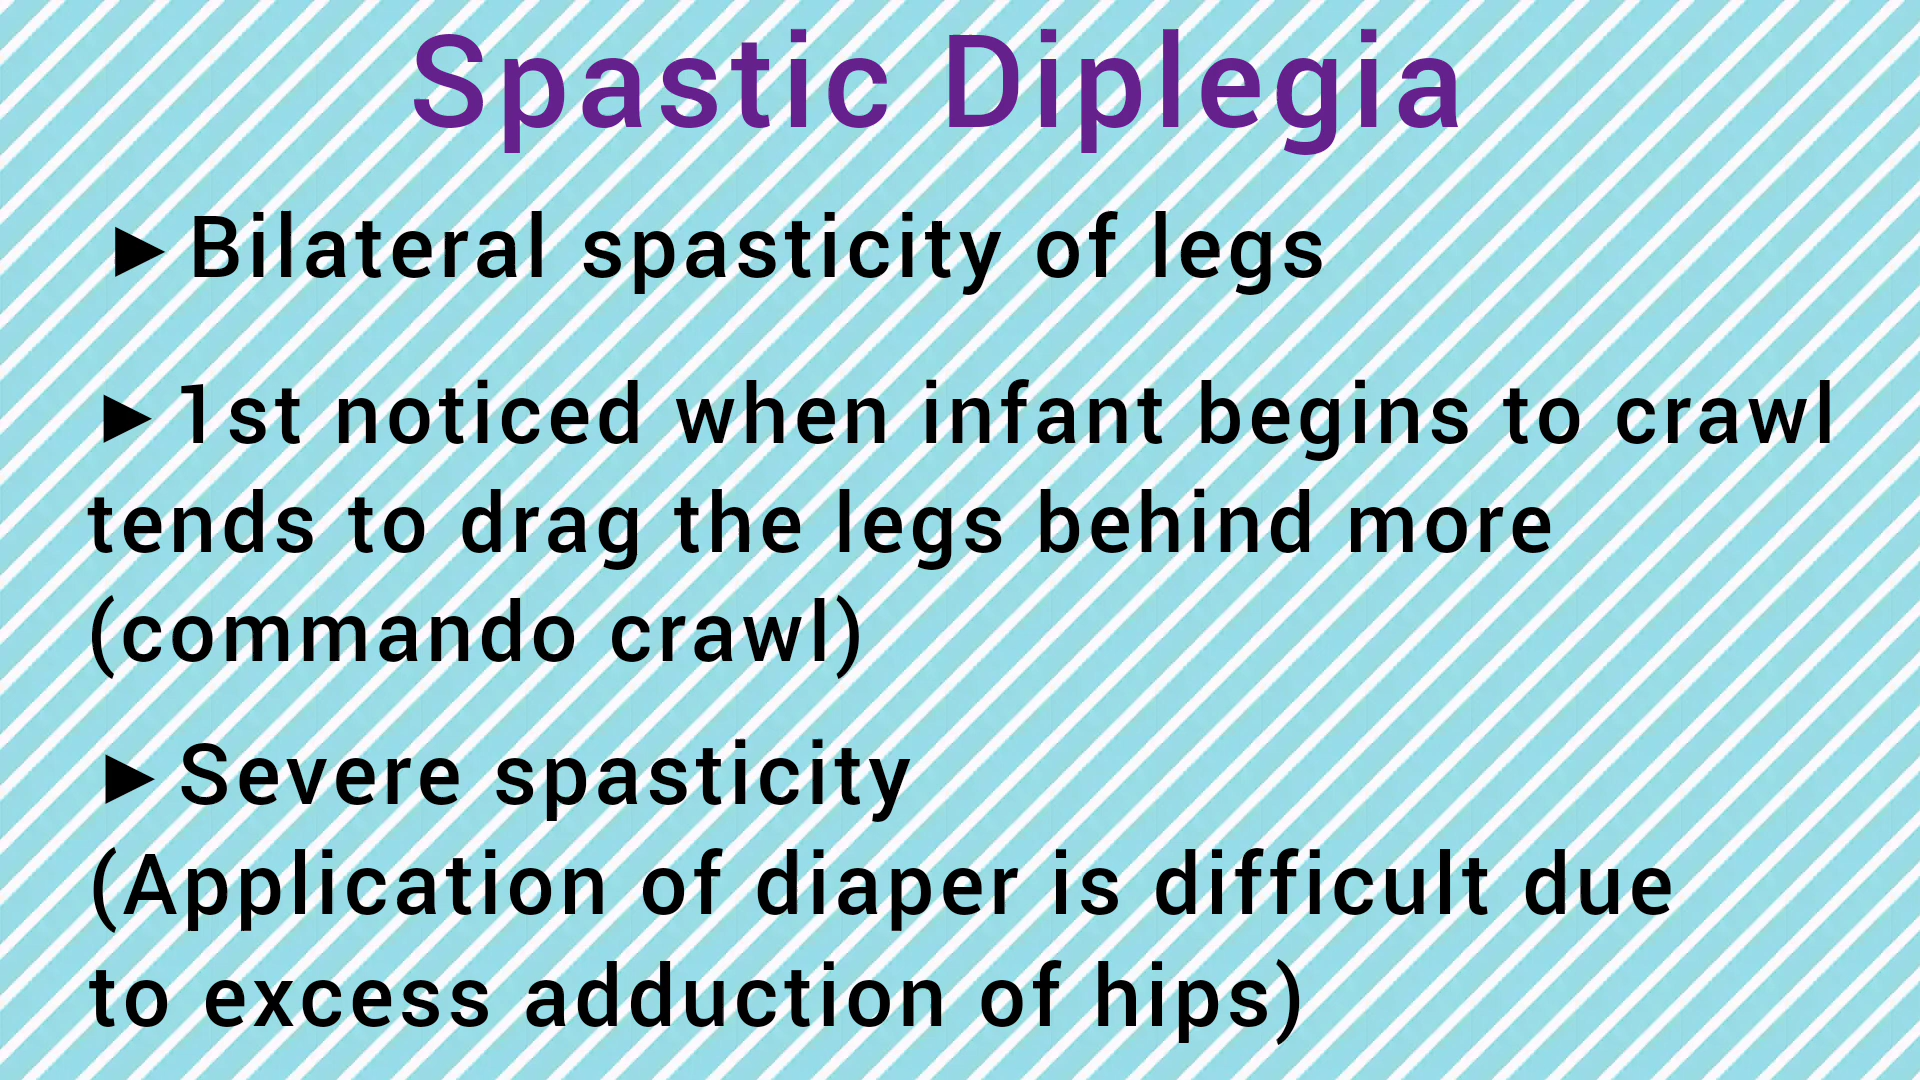 Spastic Diplegia
►Bilateral spasticity of legs
►1st noticed when infant begins to crawl
tends to drag the legs behind more
(commando crawl)
►Severe spasticity
(Application of diaper is difficult due
to excess adduction of hips)